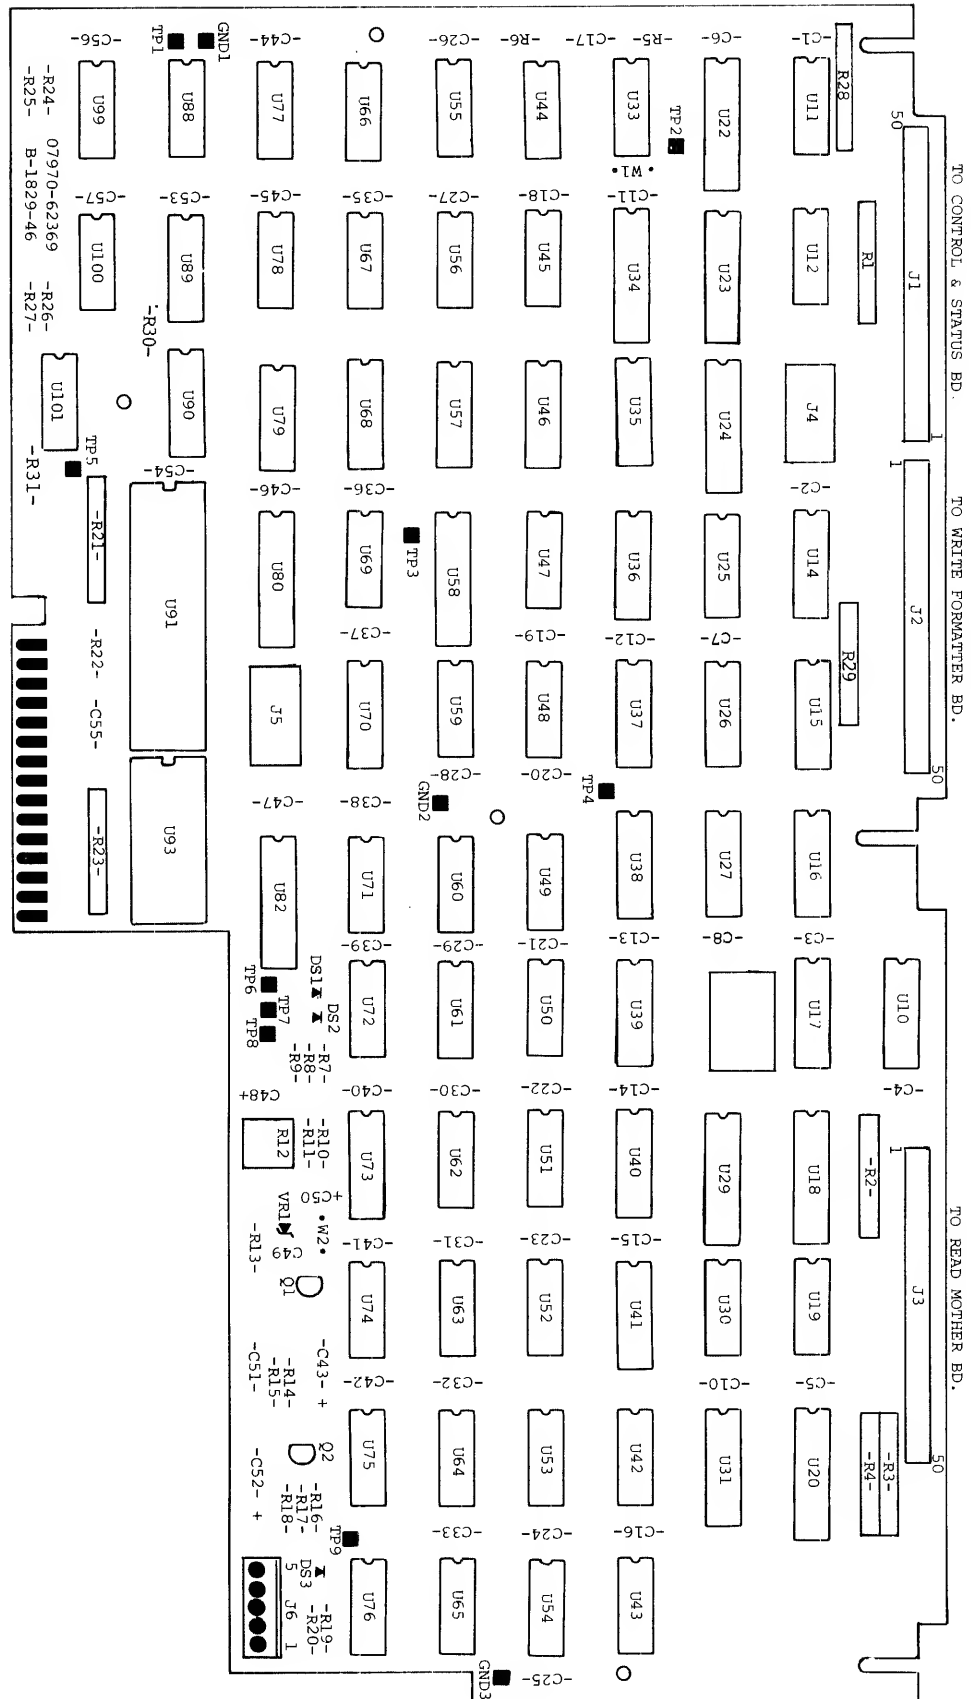 -C56-
TP1
GND1
-C44-
-C26-
-R6-
-C17-
-R5-
-C6-
-C1-
R28
-R24-
-R25-
U99
U88
U77
U66
U55
U44
U33
TP2
U22
U11
50
•W1•
07970-62369
B-1829-46
-C57-
-C53-
-C45-
-C35-
-C27-
-C18-
-C11-
TO CONTROL & STATUS BD.
U100
U89
U78
U67
U56
U45
U34
U23
U12
R1
J1
-R26-
-R27-
-R30-
U101
U90
U79
U68
U57
U46
U35
U24
J4
1
TP5
-R31-
-C54-
-C46-
-C36-
-C2-
1
-R21-
U91
U80
U69
TP3
U58
U47
U36
U25
U14
TO WRITE FORMATTER BD.
J2
-C37-
-C19-
-C12-
-C7-
R29
-R22-
-C55-
J5
U70
U59
U48
U37
U26
U15
-C28-
-C20-
TP4
50
-C47-
-C38-
GND2
-R23-
U93
U82
U71
U60
U49
U38
U27
U16
-C39-
-C29-
-C21-
-C13-
-C8-
-C3-
TP6
TP7
TP8
DS1
DS2
U72
U61
U50
U39
U17
U10
-R7-
-R8-
-R9-
C48+
-C40-
-C30-
-C22-
-C14-
-C4-
R12
-R10-
-R11-
U73
U62
U51
U40
U29
U18
-R2-
1
+C50
VR1
•W2•
C49
-R13-
-C41-
-C31-
-C23-
-C15-
TO READ MOTHER BD.
J3
Q1
U74
U63
U52
U41
U30
U19
-C43- +
-R14-
-R15-
-C51-
-C42-
-C32-
-C10-
-C5-
Q2
-C52- +
U75
U64
U53
U42
U31
U20
-R3-
-R4-
50
-R16-
-R17-
-R18-
TP9
-C33-
-C24-
-C16-
5
J6
1
DS3
-R19-
-R20-
U76
U65
U54
U43
GND3
-C25-